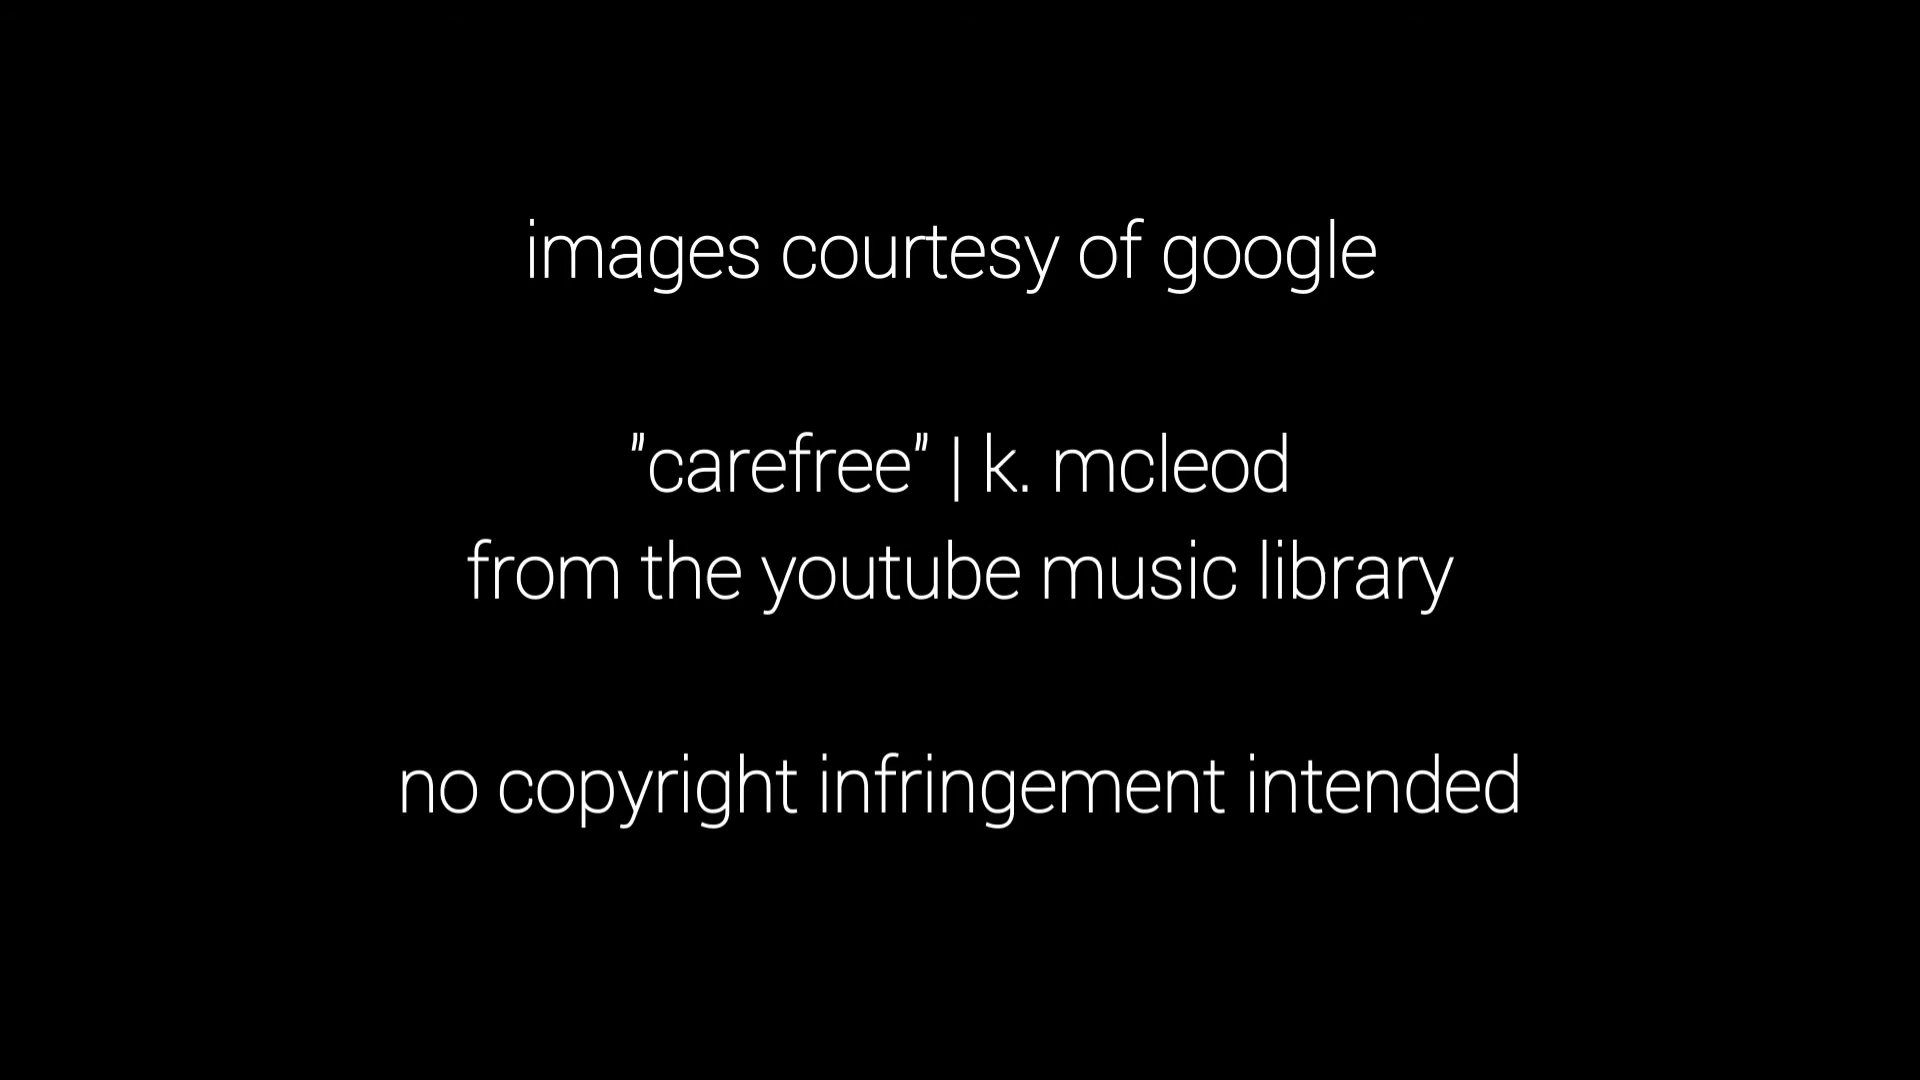 images courtesy of google
"carefree" | k. mcleod
from the youtube music library
no copyright infringement intended